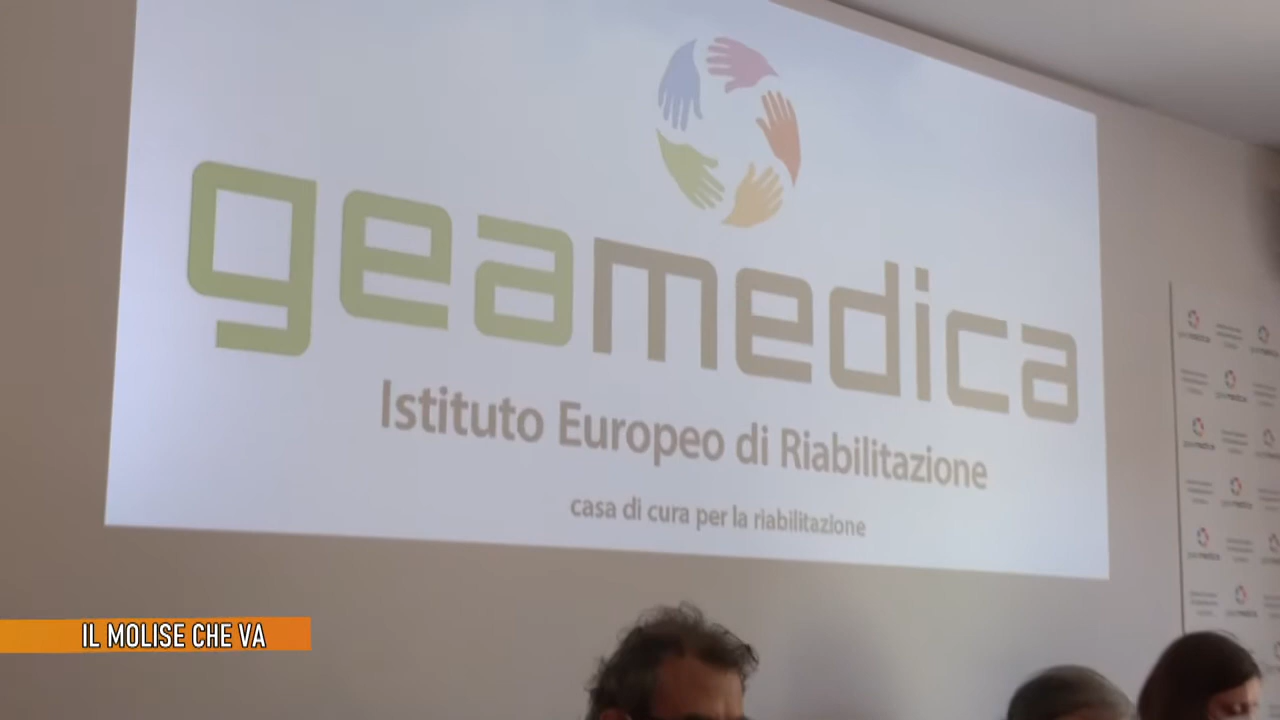 geamedica
Istituto Europeo di Riabilitazione
casa di cura per la riabilitazione
IL MOLISE CHE VA